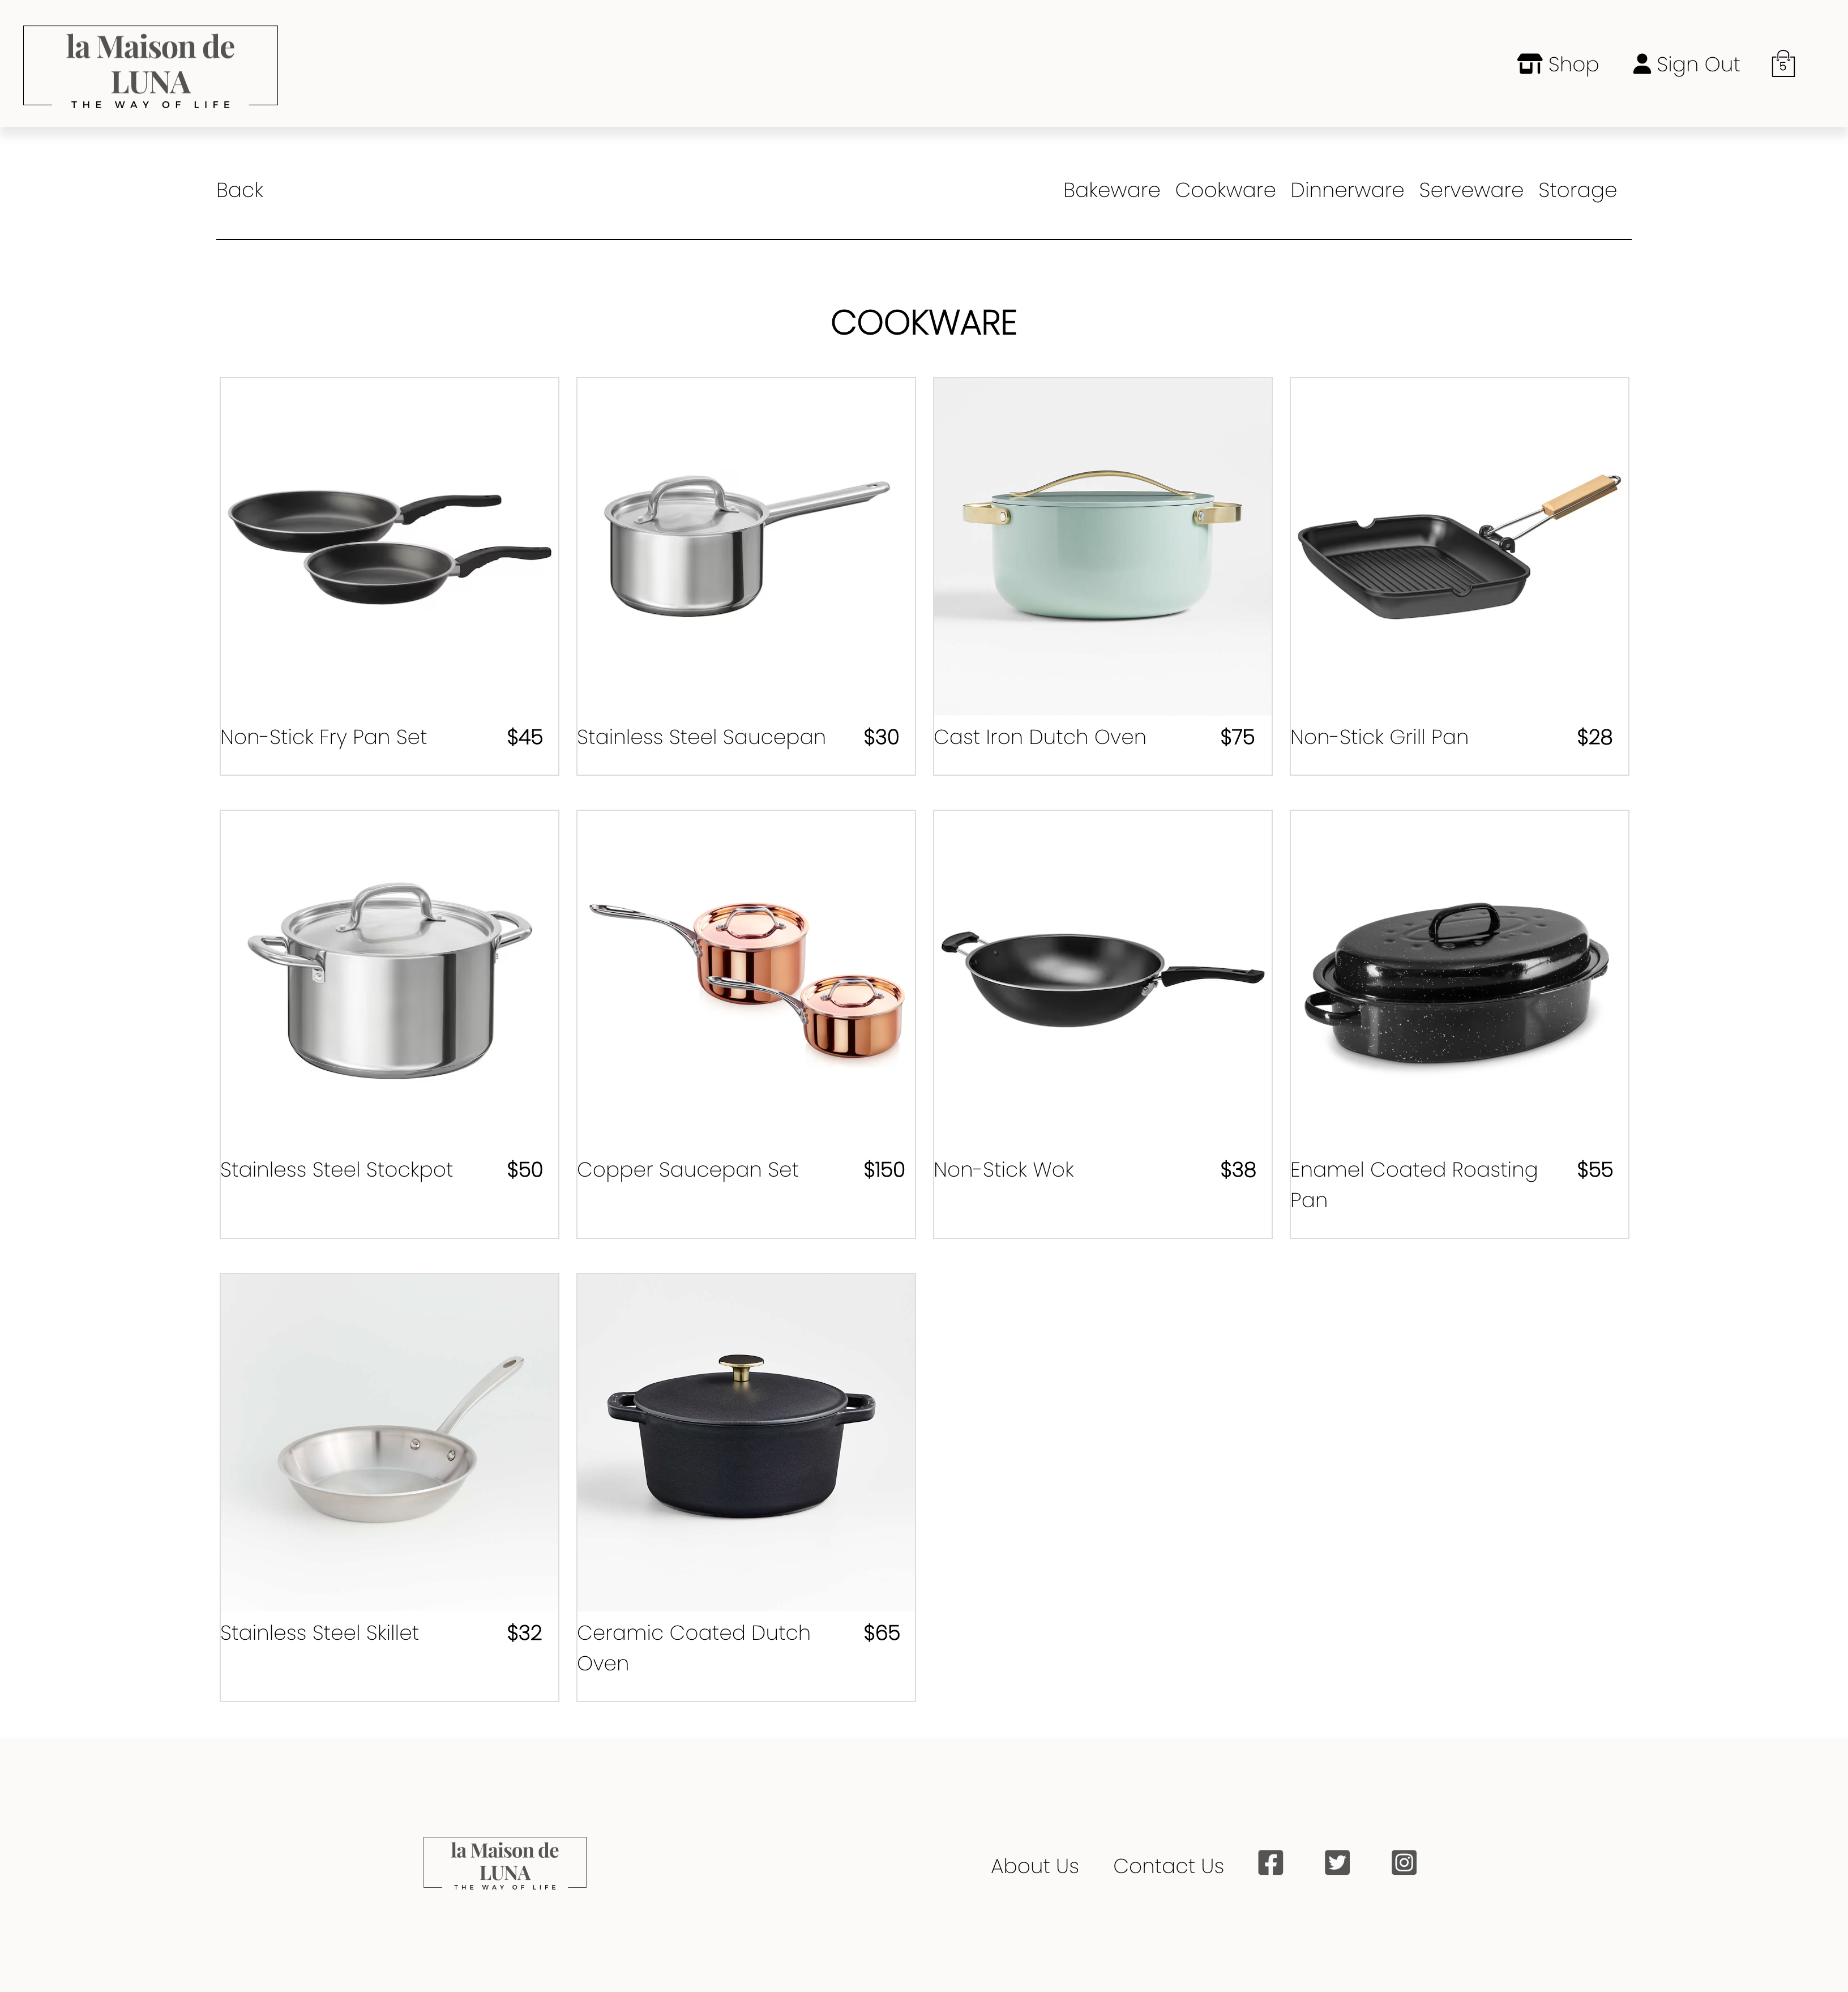 la Maison de
LUNA
THE WAY OF LIFE
Shop
Sign Out
5
Back
Bakeware Cookware Dinnerware Serveware Storage
COOKWARE
Non-Stick Fry Pan Set $45
Stainless Steel Saucepan $30
Cast Iron Dutch Oven $75
Non-Stick Grill Pan $28
Stainless Steel Stockpot $50
Copper Saucepan Set $150
Non-Stick Wok $38
Enamel Coated Roasting $55
Pan
Stainless Steel Skillet $32
Ceramic Coated Dutch $65
Oven
la Maison de
LUNA
THE WAY OF LIFE
About Us Contact Us